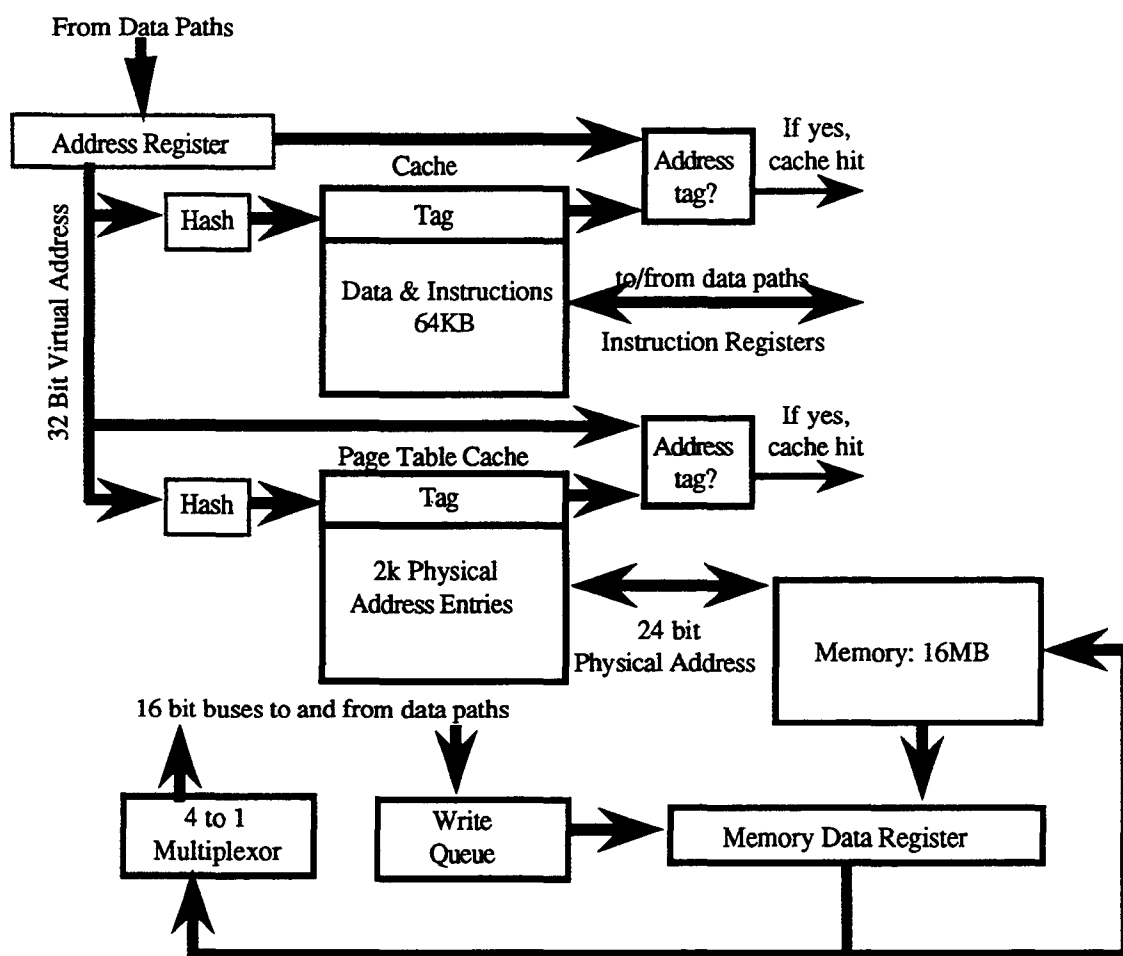 From Data Paths
Address Register
If yes,
cache hit
Address
tag?
Cache
Hash
Tag
32 Bit Virtual Address
Data & Instructions
64KB
to/from data paths
Instruction Registers
If yes,
cache hit
Address
tag?
Page Table Cache
Hash
Tag
2k Physical
Address Entries
24 bit
Physical Address
Memory: 16MB
16 bit buses to and from data paths
4 to 1
Multiplexor
Write
Queue
Memory Data Register